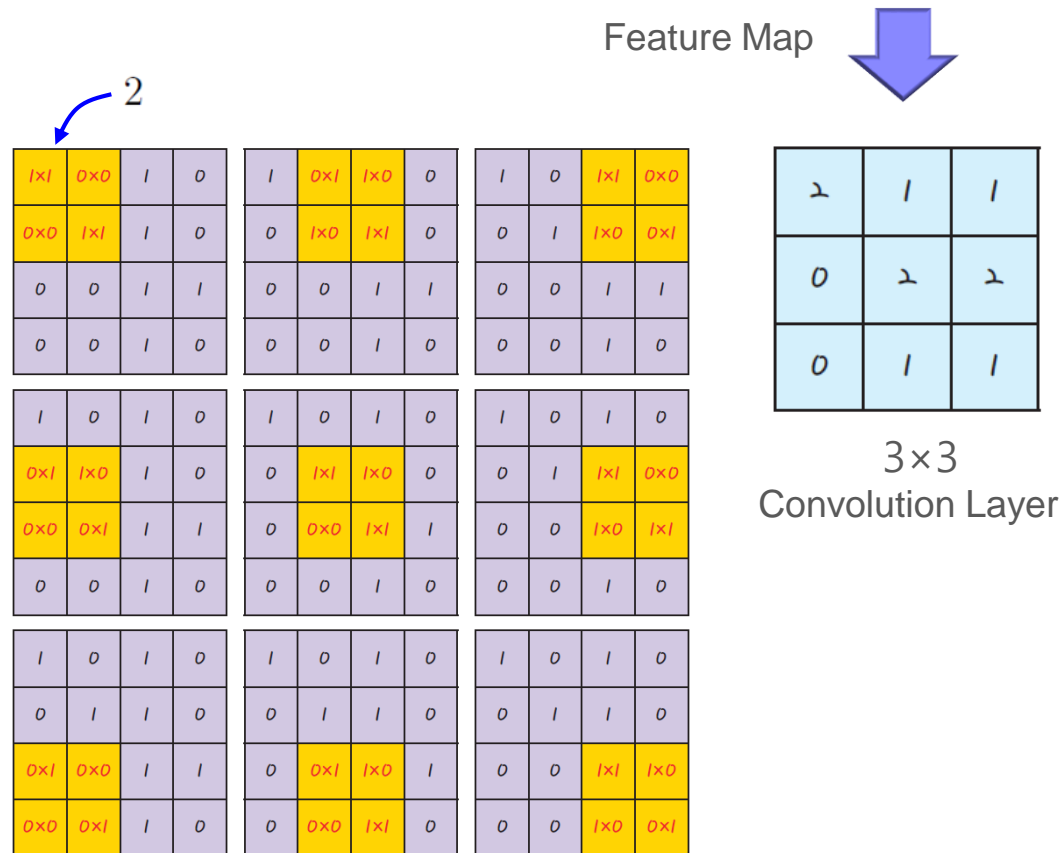 Feature Map
2
1×1 0×0 1 0 1 0×1 1×0 0 1 0 1×1 0×0
0×0 1×1 1 0 0 1×0 1×1 0 0 1 1×0 0×1
0 0 1 1 0 0 1 1 0 0 1 1
0 0 1 0 0 0 1 0 0 0 1 0
2 1 1
0 2 2
0 1 1
3×3
Convolution Layer
1 0 1 0 1 0 1 0 1 0 1 0
0×1 1×0 1 0 0 1×1 1×0 0 0 1 1×1 0×0
0×0 0×1 1 1 0 0×0 1×1 1 0 0 1×0 1×1
0 0 1 0 0 0 1 0 0 0 1 0
1 0 1 0 1 0 1 0 1 0 1 0
0 1 1 0 0 1 1 0 0 1 1 0
0×1 0×0 1 1 0 0×1 1×0 1 0 0 1×1 1×0
0×0 0×1 1 0 0 0×0 1×1 0 0 0 1×0 0×1